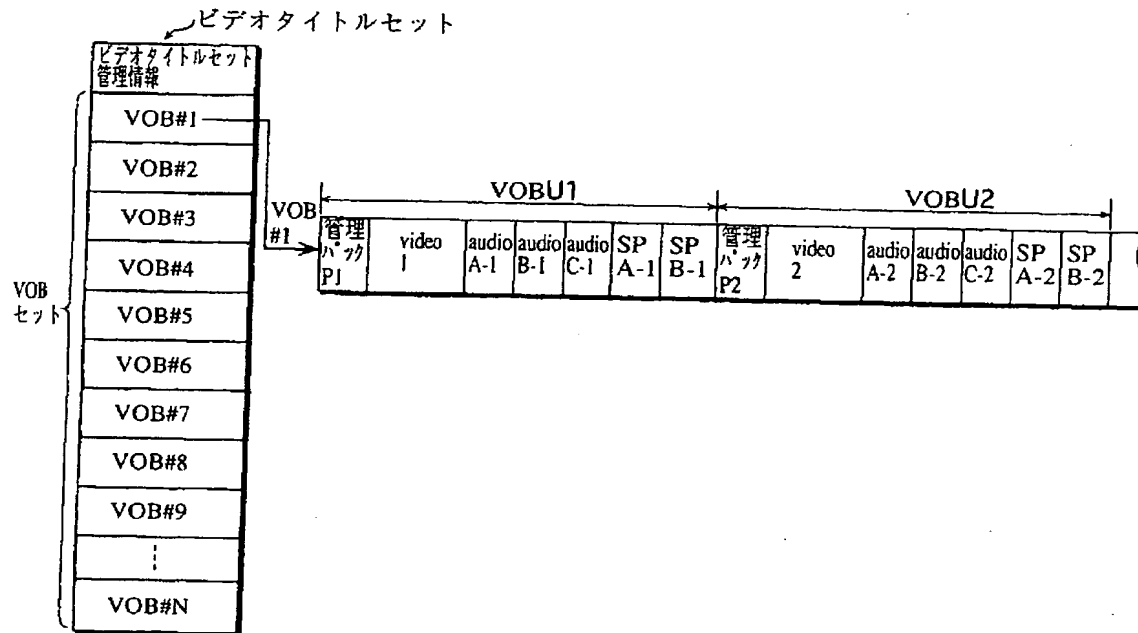 ビデオタイトルセット
ビデオタイトルセット
管理情報
VOB#1
VOB#2
VOB#3
VOB#4
VOB#5
VOB#6
VOB#7
VOB#8
VOB#9
VOB#N
VOB
セット
VOB
#1
VOBU1
VOBU2
管理
パック
P1
video
1
audio
A-1
audio
B-1
audio
C-1
SP
A-1
SP
B-1
管理
パック
P2
video
2
audio
A-2
audio
B-2
audio
C-2
SP
A-2
SP
B-2